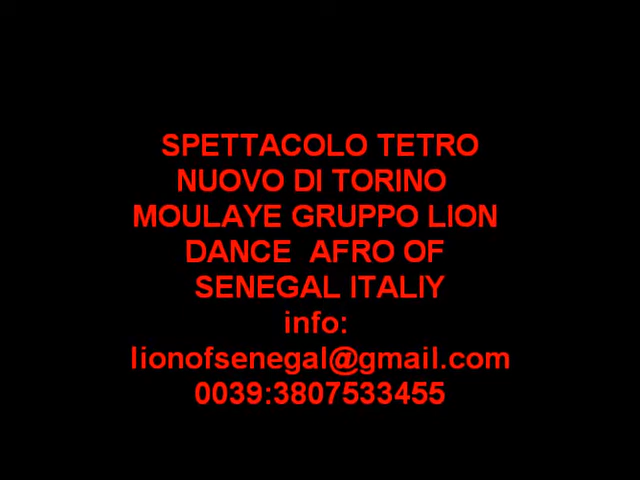 SPETTACOLO TETRO
NUOVO DI TORINO
MOULAYE GRUPPO LION
DANCE  AFRO OF
SENEGAL ITALIY
info:
lionofsenegal@gmail.com
0039:3807533455